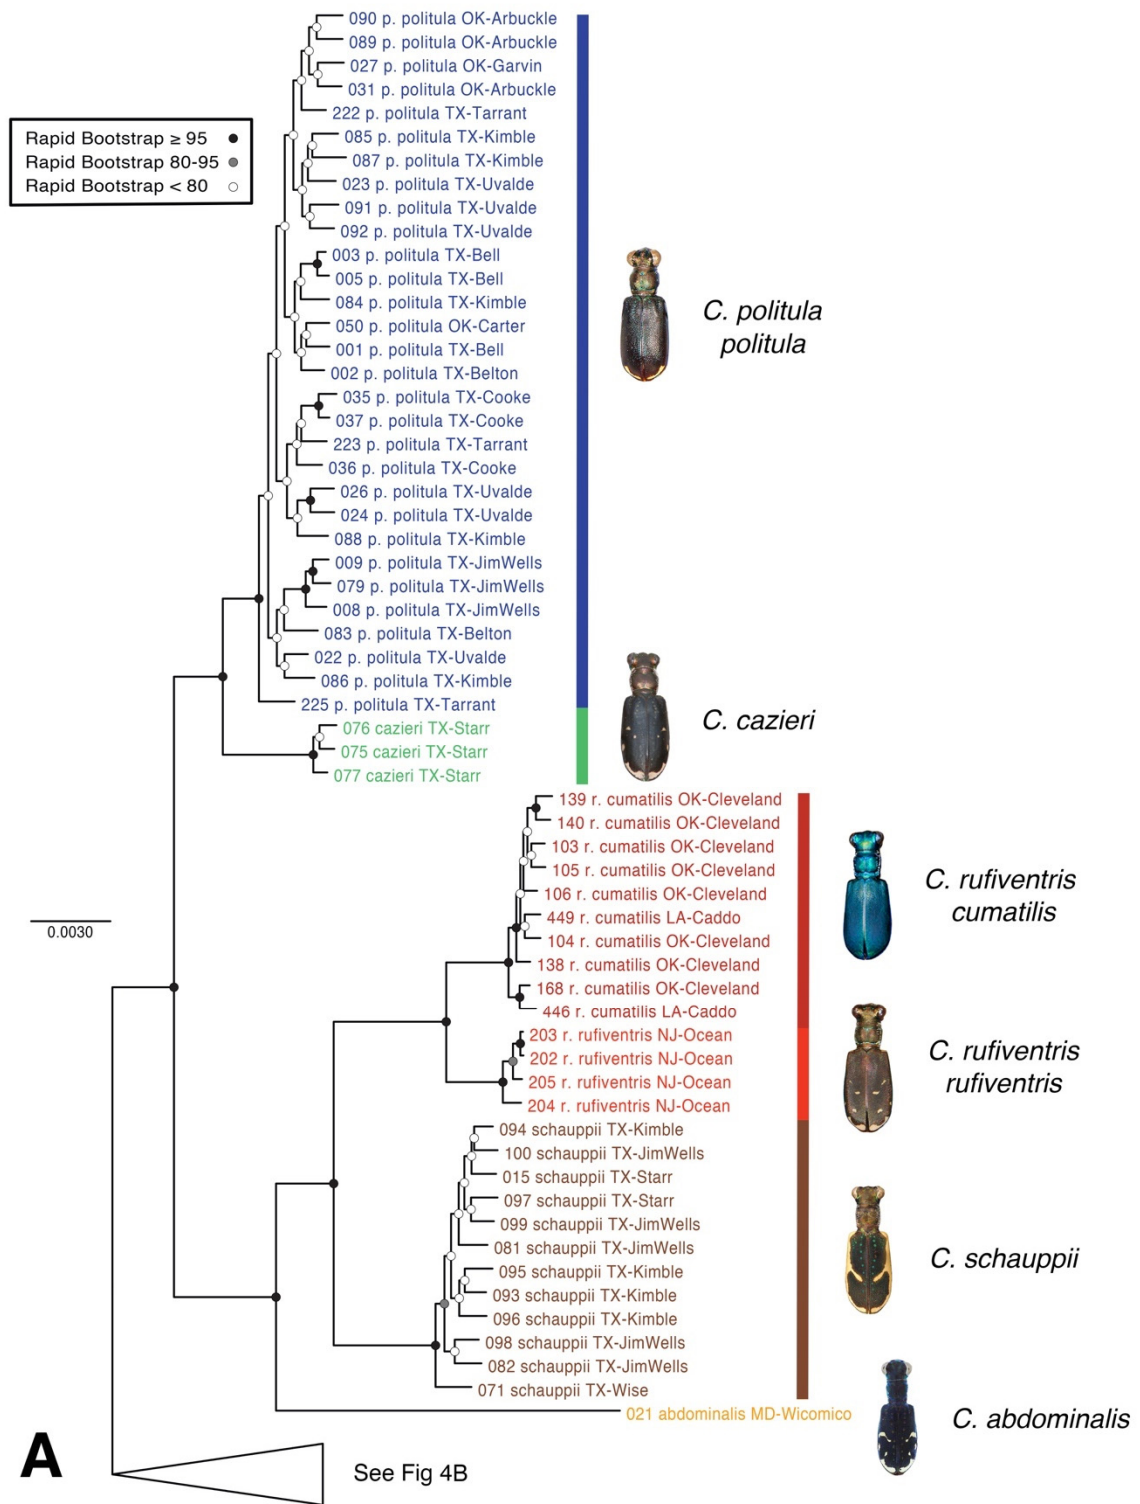 090 p. politula OK-Arbuckle
089 p. politula OK-Arbuckle
027 p. politula OK-Garvin
031 p. politula OK-Arbuckle
222 p. politula TX-Tarrant
085 p. politula TX-Kimble
087 p. politula TX-Kimble
023 p. politula TX-Uvalde
091 p. politula TX-Uvalde
092 p. politula TX-Uvalde
003 p. politula TX-Bell
005 p. politula TX-Bell
084 p. politula TX-Kimble
050 p. politula OK-Carter
001 p. politula TX-Bell
002 p. politula TX-Belton
035 p. politula TX-Cooke
037 p. politula TX-Cooke
223 p. politula TX-Tarrant
036 p. politula TX-Cooke
026 p. politula TX-Uvalde
024 p. politula TX-Uvalde
088 p. politula TX-Kimble
009 p. politula TX-JimWells
079 p. politula TX-JimWells
008 p. politula TX-JimWells
083 p. politula TX-Belton
022 p. politula TX-Uvalde
086 p. politula TX-Kimble
225 p. politula TX-Tarrant
076 cazieri TX-Starr
075 cazieri TX-Starr
077 cazieri TX-Starr
139 r. cumatilis OK-Cleveland
140 r. cumatilis OK-Cleveland
103 r. cumatilis OK-Cleveland
105 r. cumatilis OK-Cleveland
106 r. cumatilis OK-Cleveland
449 r. cumatilis LA-Caddo
104 r. cumatilis OK-Cleveland
138 r. cumatilis OK-Cleveland
168 r. cumatilis OK-Cleveland
446 r. cumatilis LA-Caddo
203 r. rufiventris NJ-Ocean
202 r. rufiventris NJ-Ocean
205 r. rufiventris NJ-Ocean
204 r. rufiventris NJ-Ocean
094 schauppii TX-Kimble
100 schauppii TX-JimWells
015 schauppii TX-Starr
097 schauppii TX-Starr
099 schauppii TX-JimWells
081 schauppii TX-JimWells
095 schauppii TX-Kimble
093 schauppii TX-Kimble
096 schauppii TX-Kimble
098 schauppii TX-JimWells
082 schauppii TX-JimWells
071 schauppii TX-Wise
021 abdominalis MD-Wicomico
Rapid Bootstrap ≥ 95
Rapid Bootstrap 80-95
Rapid Bootstrap < 80
C. politula
politula
C. cazieri
C. rufiventris
cumatilis
C. rufiventris
rufiventris
C. schauppii
C. abdominalis
0.0030
A
See Fig 4B